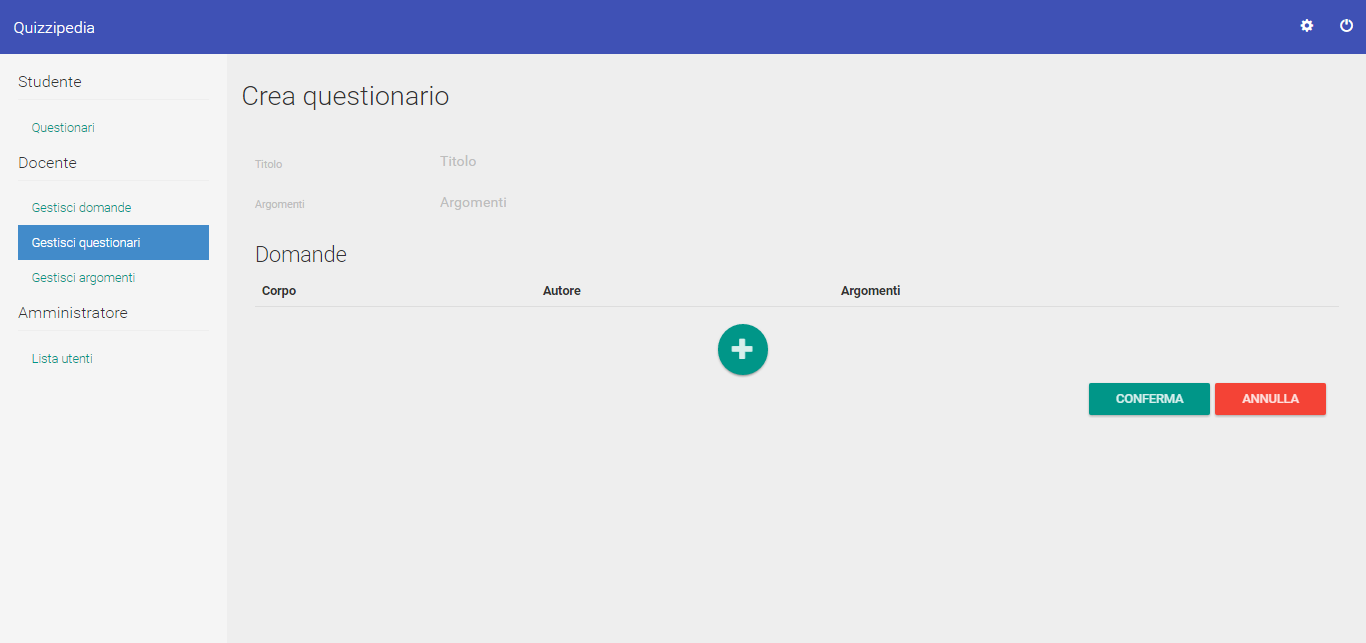 Quizzipedia
Studente
Questionari
Docente
Gestisci domande
Gestisci questionari
Gestisci argomenti
Amministratore
Lista utenti
Crea questionario
Titolo Titolo
Argomenti Argomenti
Domande
Corpo Autore Argomenti
CONFERMA ANNULLA